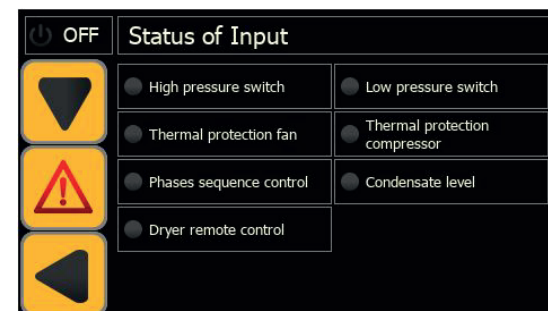 OFF
Status of Input
High pressure switch
Low pressure switch
Thermal protection fan
Thermal protection
compressor
Phases sequence control
Condensate level
Dryer remote control